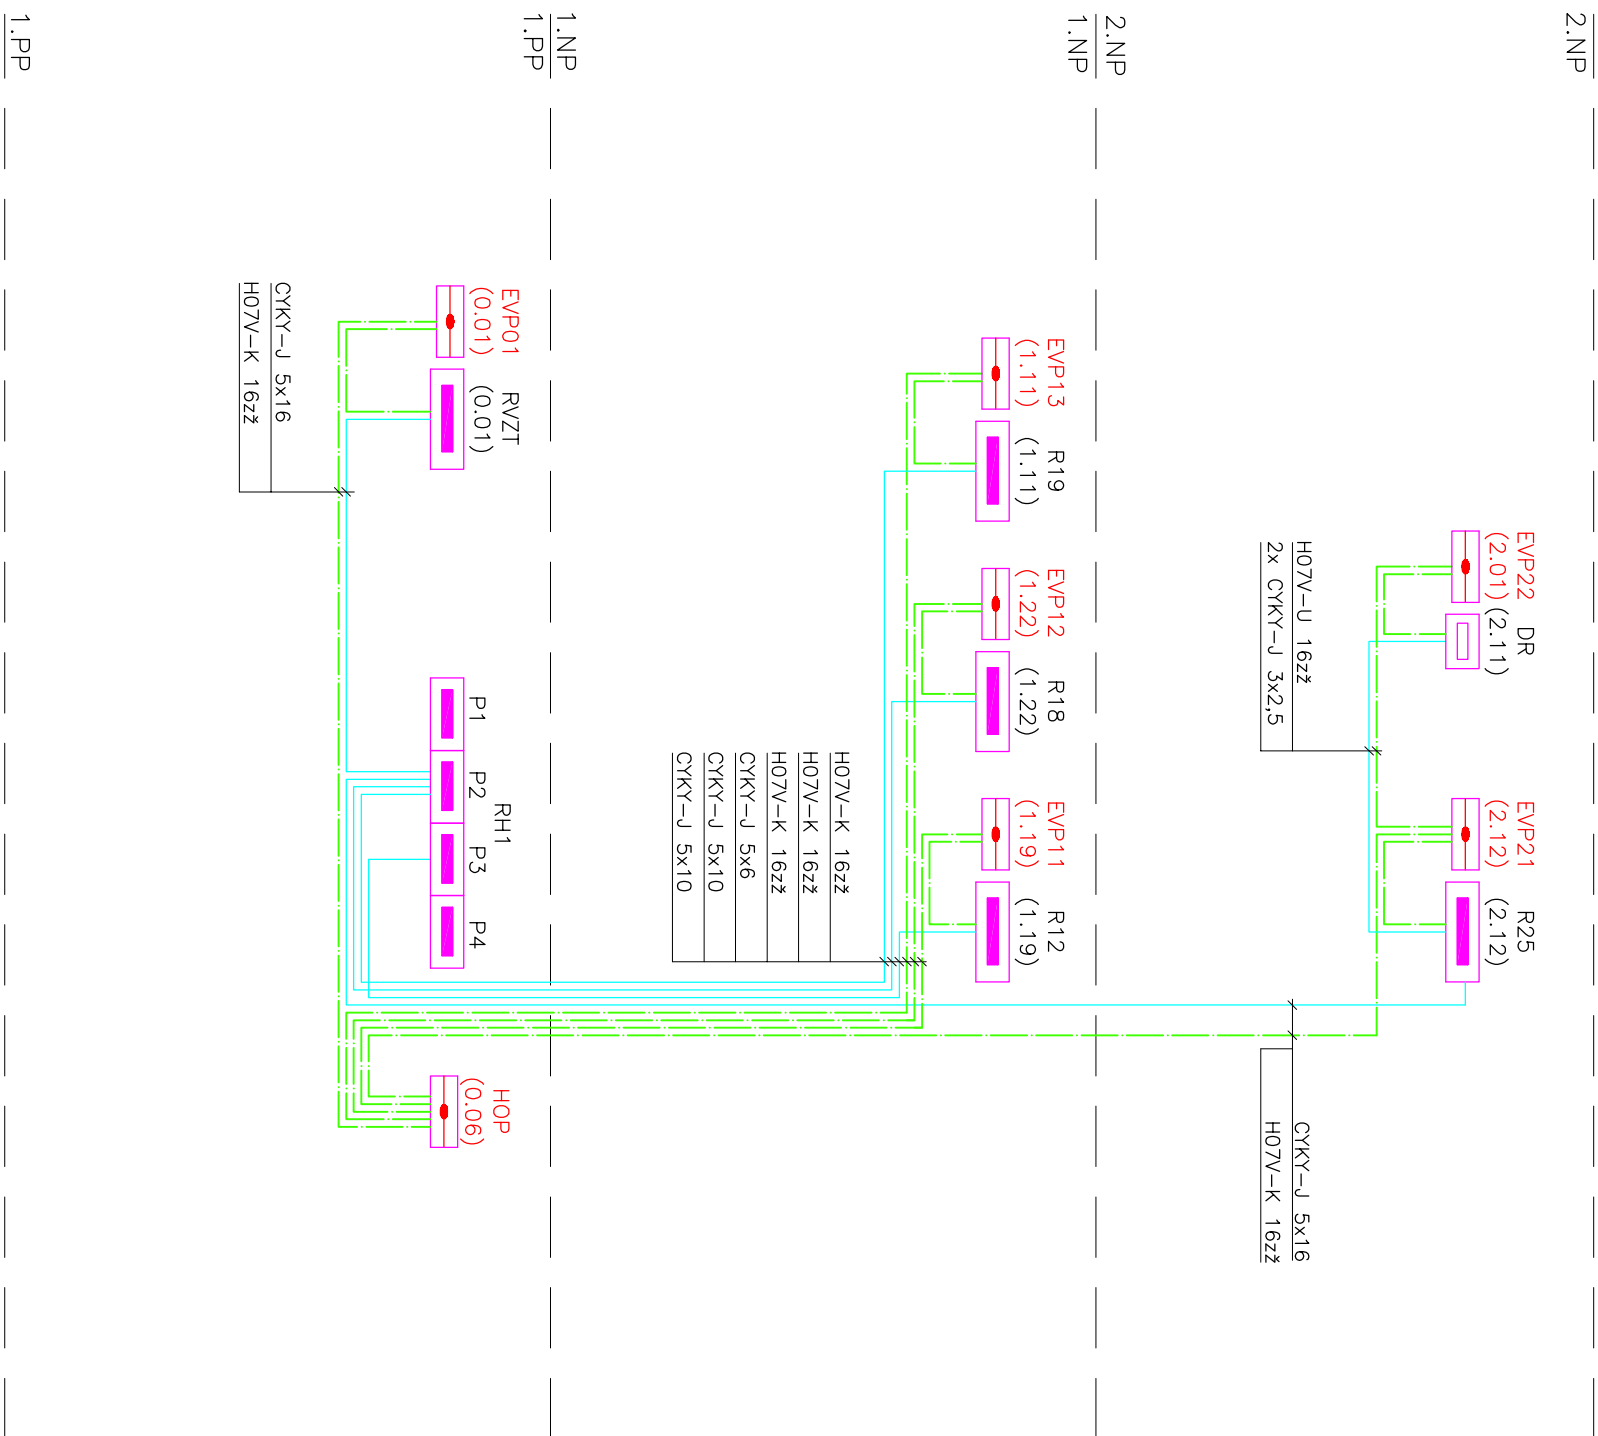 2.NP
2.NP
1.NP
1.NP
1.PP
1.PP
EVP22
(2.01)
DR
(2.11)
EVP21
(2.12)
R25
(2.12)
H07V-U 16zž
2x CYKY-J 3x2,5
CYKY-J 5x16
H07V-K 16zž
EVP13
(1.11)
R19
(1.11)
EVP12
(1.22)
R18
(1.22)
EVP11
(1.19)
R12
(1.19)
H07V-K 16zž
H07V-K 16zž
H07V-K 16zž
CYKY-J 5x6
CYKY-J 5x10
CYKY-J 5x10
EVP01
(0.01)
RVZT
(0.01)
RH1
P1
P2
P3
P4
HOP
(0.06)
CYKY-J 5x16
H07V-K 16zž